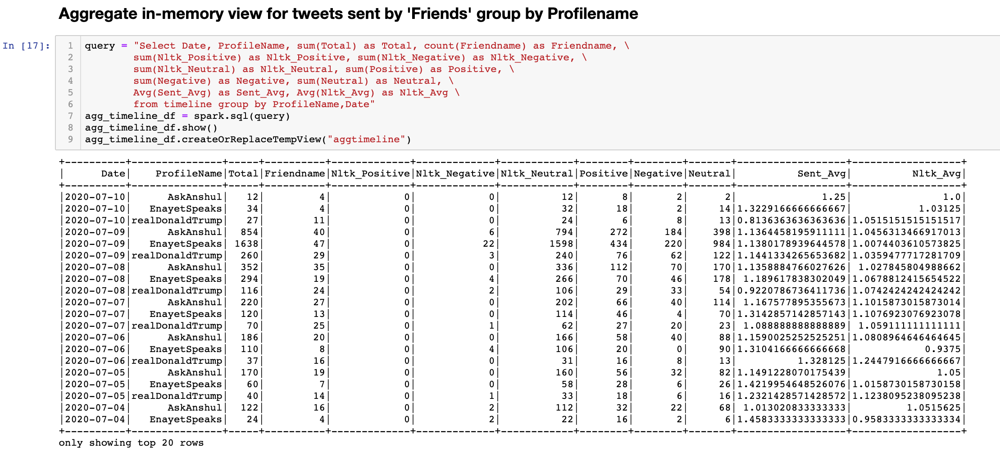 Aggregate in-memory view for tweets sent by 'Friends' group by Profilename
In [17]:
1 query = "Select Date, ProfileName, sum(Total) as Total, count(Friendname) as Friendname, \
2         sum(Nltk_Positive) as Nltk_Positive, sum(Nltk_Negative) as Nltk_Negative, \
3         sum(Nltk_Neutral) as Nltk_Neutral, sum(Positive) as Positive, \
4         sum(Negative) as Negative, sum(Neutral) as Neutral, \
5         Avg(Sent_Avg) as Sent_Avg, Avg(Nltk_Avg) as Nltk_Avg \
6         from timeline group by ProfileName,Date"
7 agg_timeline_df = spark.sql(query)
8 agg_timeline_df.show()
9 agg_timeline_df.createOrReplaceTempView("aggtimeline")
+----------+---------------+-----+----------+-------------+-------------+------------+--------+--------+-------+------------------+------------------+
|      Date|    ProfileName|Total|Friendname|Nltk_Positive|Nltk_Negative|Nltk_Neutral|Positive|Negative|Neutral|          Sent_Avg|          Nltk_Avg|
+----------+---------------+-----+----------+-------------+-------------+------------+--------+--------+-------+------------------+------------------+
|2020-07-10|      AskAnshul|   12|         4|            0|            0|          12|       8|       2|      2|              1.25|               1.0|
|2020-07-10|   EnayetSpeaks|   34|         4|            0|            0|          32|      18|       2|     14|1.3229166666666667|           1.03125|
|2020-07-10|realDonaldTrump|   27|        11|            0|            0|          24|       6|       8|     13|0.8136363636363636|1.0515151515151517|
|2020-07-09|      AskAnshul|  854|        40|            0|            6|         794|     272|     184|    398|1.1364458195911111|1.0456313466917013|
|2020-07-09|   EnayetSpeaks| 1638|        47|            0|           22|        1598|     434|     220|    984|1.1380178939644578|1.0074403610573825|
|2020-07-09|realDonaldTrump|  260|        29|            0|            3|         240|      76|      62|    122|1.1441334265653682|1.0359477717281709|
|2020-07-08|      AskAnshul|  352|        35|            0|            0|         336|     112|      70|    170|1.1358884766027626| 1.027845804988662|
|2020-07-08|   EnayetSpeaks|  294|        19|            0|            4|         266|      70|      46|    178| 1.189617838302049|1.0678812415654522|
|2020-07-08|realDonaldTrump|  116|        24|            0|            2|         106|      29|      33|     54|0.9220786736411736|1.0742424242424242|
|2020-07-07|      AskAnshul|  220|        27|            0|            0|         202|      66|      40|    114| 1.167577895355673|1.1015873015873014|
|2020-07-07|   EnayetSpeaks|  120|        13|            0|            0|         114|      46|       4|     70|1.3142857142857143|1.1076923076923078|
|2020-07-07|realDonaldTrump|   70|        25|            0|            1|          62|      27|      20|     23| 1.088888888888889| 1.059111111111111|
|2020-07-06|      AskAnshul|  186|        20|            0|            0|         166|      58|      40|     88|1.1590025252525251|1.0808964646464645|
|2020-07-06|   EnayetSpeaks|  110|         8|            0|            4|         106|      20|       0|     90|1.3104166666666668|            0.9375|
|2020-07-06|realDonaldTrump|   37|        16|            0|            0|          31|      16|       8|     13|          1.328125|1.2447916666666667|
|2020-07-05|      AskAnshul|  170|        19|            0|            0|         160|      56|      32|     82|1.1491228070175439|              1.05|
|2020-07-05|   EnayetSpeaks|   60|         7|            0|            0|          58|      28|       6|     26|1.4219954648526076|1.0158730158730158|
|2020-07-05|realDonaldTrump|   40|        14|            0|            1|          33|      18|       6|     16|1.2321428571428572|1.1238095238095238|
|2020-07-04|      AskAnshul|  122|        16|            0|            2|         112|      32|      22|     68| 1.013020833333333|         1.0515625|
|2020-07-04|   EnayetSpeaks|   24|         4|            0|            2|          22|      16|       2|      6|1.4583333333333333|0.9583333333333334|
+----------+---------------+-----+----------+-------------+-------------+------------+--------+--------+-------+------------------+------------------+
only showing top 20 rows